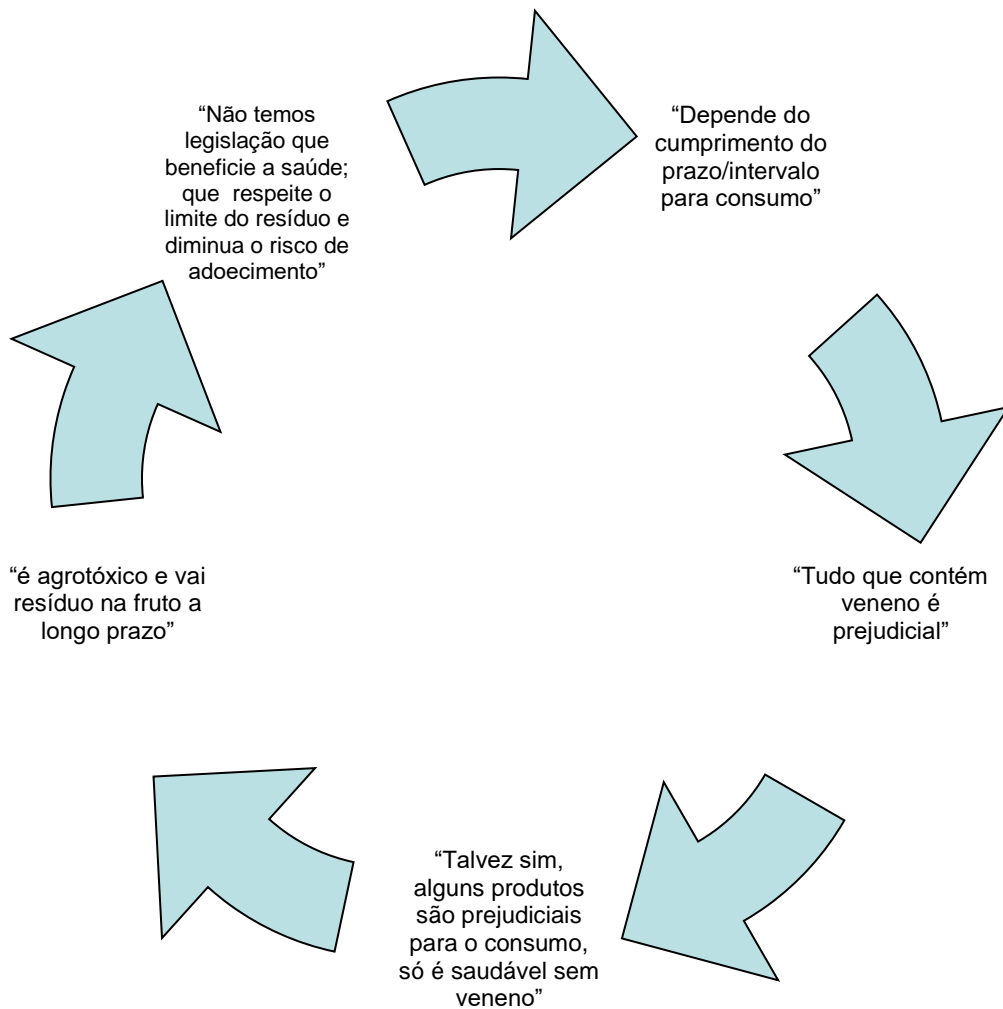 “Não temos
legislação que
beneficie a saúde;
que respeite o
limite do resíduo e
diminua o risco de
adoecimento”
“Depende do
cumprimento do
prazo/intervalo
para consumo”
“Tudo que contém
veneno é
prejudicial”
“Talvez sim,
alguns produtos
são prejudiciais
para o consumo,
só é saudável sem
veneno”
“é agrotóxico e vai
resíduo na fruto a
longo prazo”